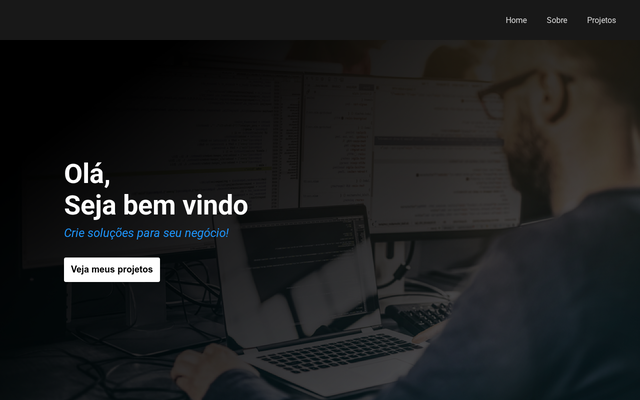 Home Sobre Projetos
Olá,
Seja bem vindo
Crie soluções para seu negócio!
Veja meus projetos